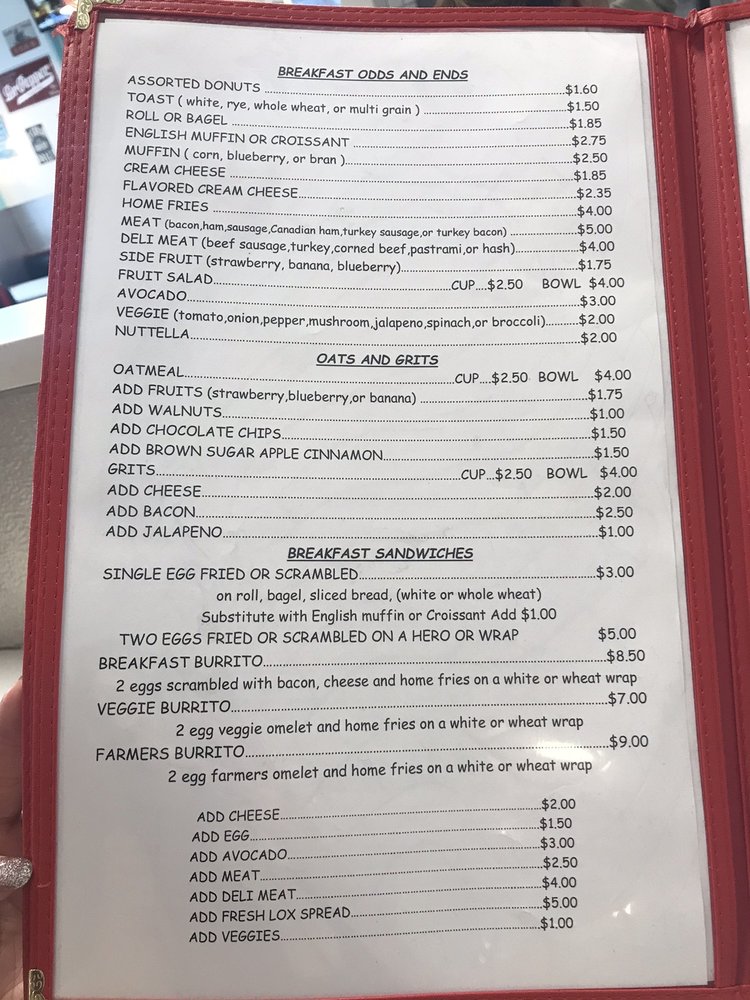 Dr Pepper
BREAKFAST ODDS AND ENDS
ASSORTED DONUTS ..........$1.60
TOAST ( white, rye, whole wheat, or multi grain ) ..........$1.50
ROLL OR BAGEL ..........$1.85
ENGLISH MUFFIN OR CROISSANT ..........$2.75
MUFFIN ( corn, blueberry, or bran )..........$2.50
CREAM CHEESE ..........$1.85
FLAVORED CREAM CHEESE..........$2.35
HOME FRIES ..........$4.00
MEAT (bacon,ham,sausage,Canadian ham,turkey sausage,or turkey bacon) ..........$5.00
DELI MEAT (beef sausage,turkey,corned beef,pastrami,or hash)..........$4.00
SIDE FRUIT (strawberry, banana, blueberry)..........$1.75
FRUIT SALAD..........CUP....$2.50 BOWL $4.00
AVOCADO..........$3.00
VEGGIE (tomato,onion,pepper,mushroom,jalapeno,spinach,or broccoli)..........$2.00
NUTTELLA..........$2.00
OATS AND GRITS
OATMEAL..........CUP....$2.50 BOWL $4.00
ADD FRUITS (strawberry,blueberry,or banana) ..........$1.75
ADD WALNUTS..........$1.00
ADD CHOCOLATE CHIPS..........$1.50
ADD BROWN SUGAR APPLE CINNAMON..........$1.50
GRITS..........CUP...$2.50 BOWL $4.00
ADD CHEESE..........$2.00
ADD BACON..........$2.50
ADD JALAPENO..........$1.00
BREAKFAST SANDWICHES
SINGLE EGG FRIED OR SCRAMBLED..........$3.00
on roll, bagel, sliced bread, (white or whole wheat)
Substitute with English muffin or Croissant Add $1.00
TWO EGGS FRIED OR SCRAMBLED ON A HERO OR WRAP $5.00
BREAKFAST BURRITO..........$8.50
2 eggs scrambled with bacon, cheese and home fries on a white or wheat wrap
VEGGIE BURRITO..........$7.00
2 egg veggie omelet and home fries on a white or wheat wrap
FARMERS BURRITO..........$9.00
2 egg farmers omelet and home fries on a white or wheat wrap
ADD CHEESE..........$2.00
ADD EGG..........$1.50
ADD AVOCADO..........$3.00
ADD MEAT..........$2.50
ADD DELI MEAT..........$4.00
ADD FRESH LOX SPREAD..........$5.00
ADD VEGGIES..........$1.00